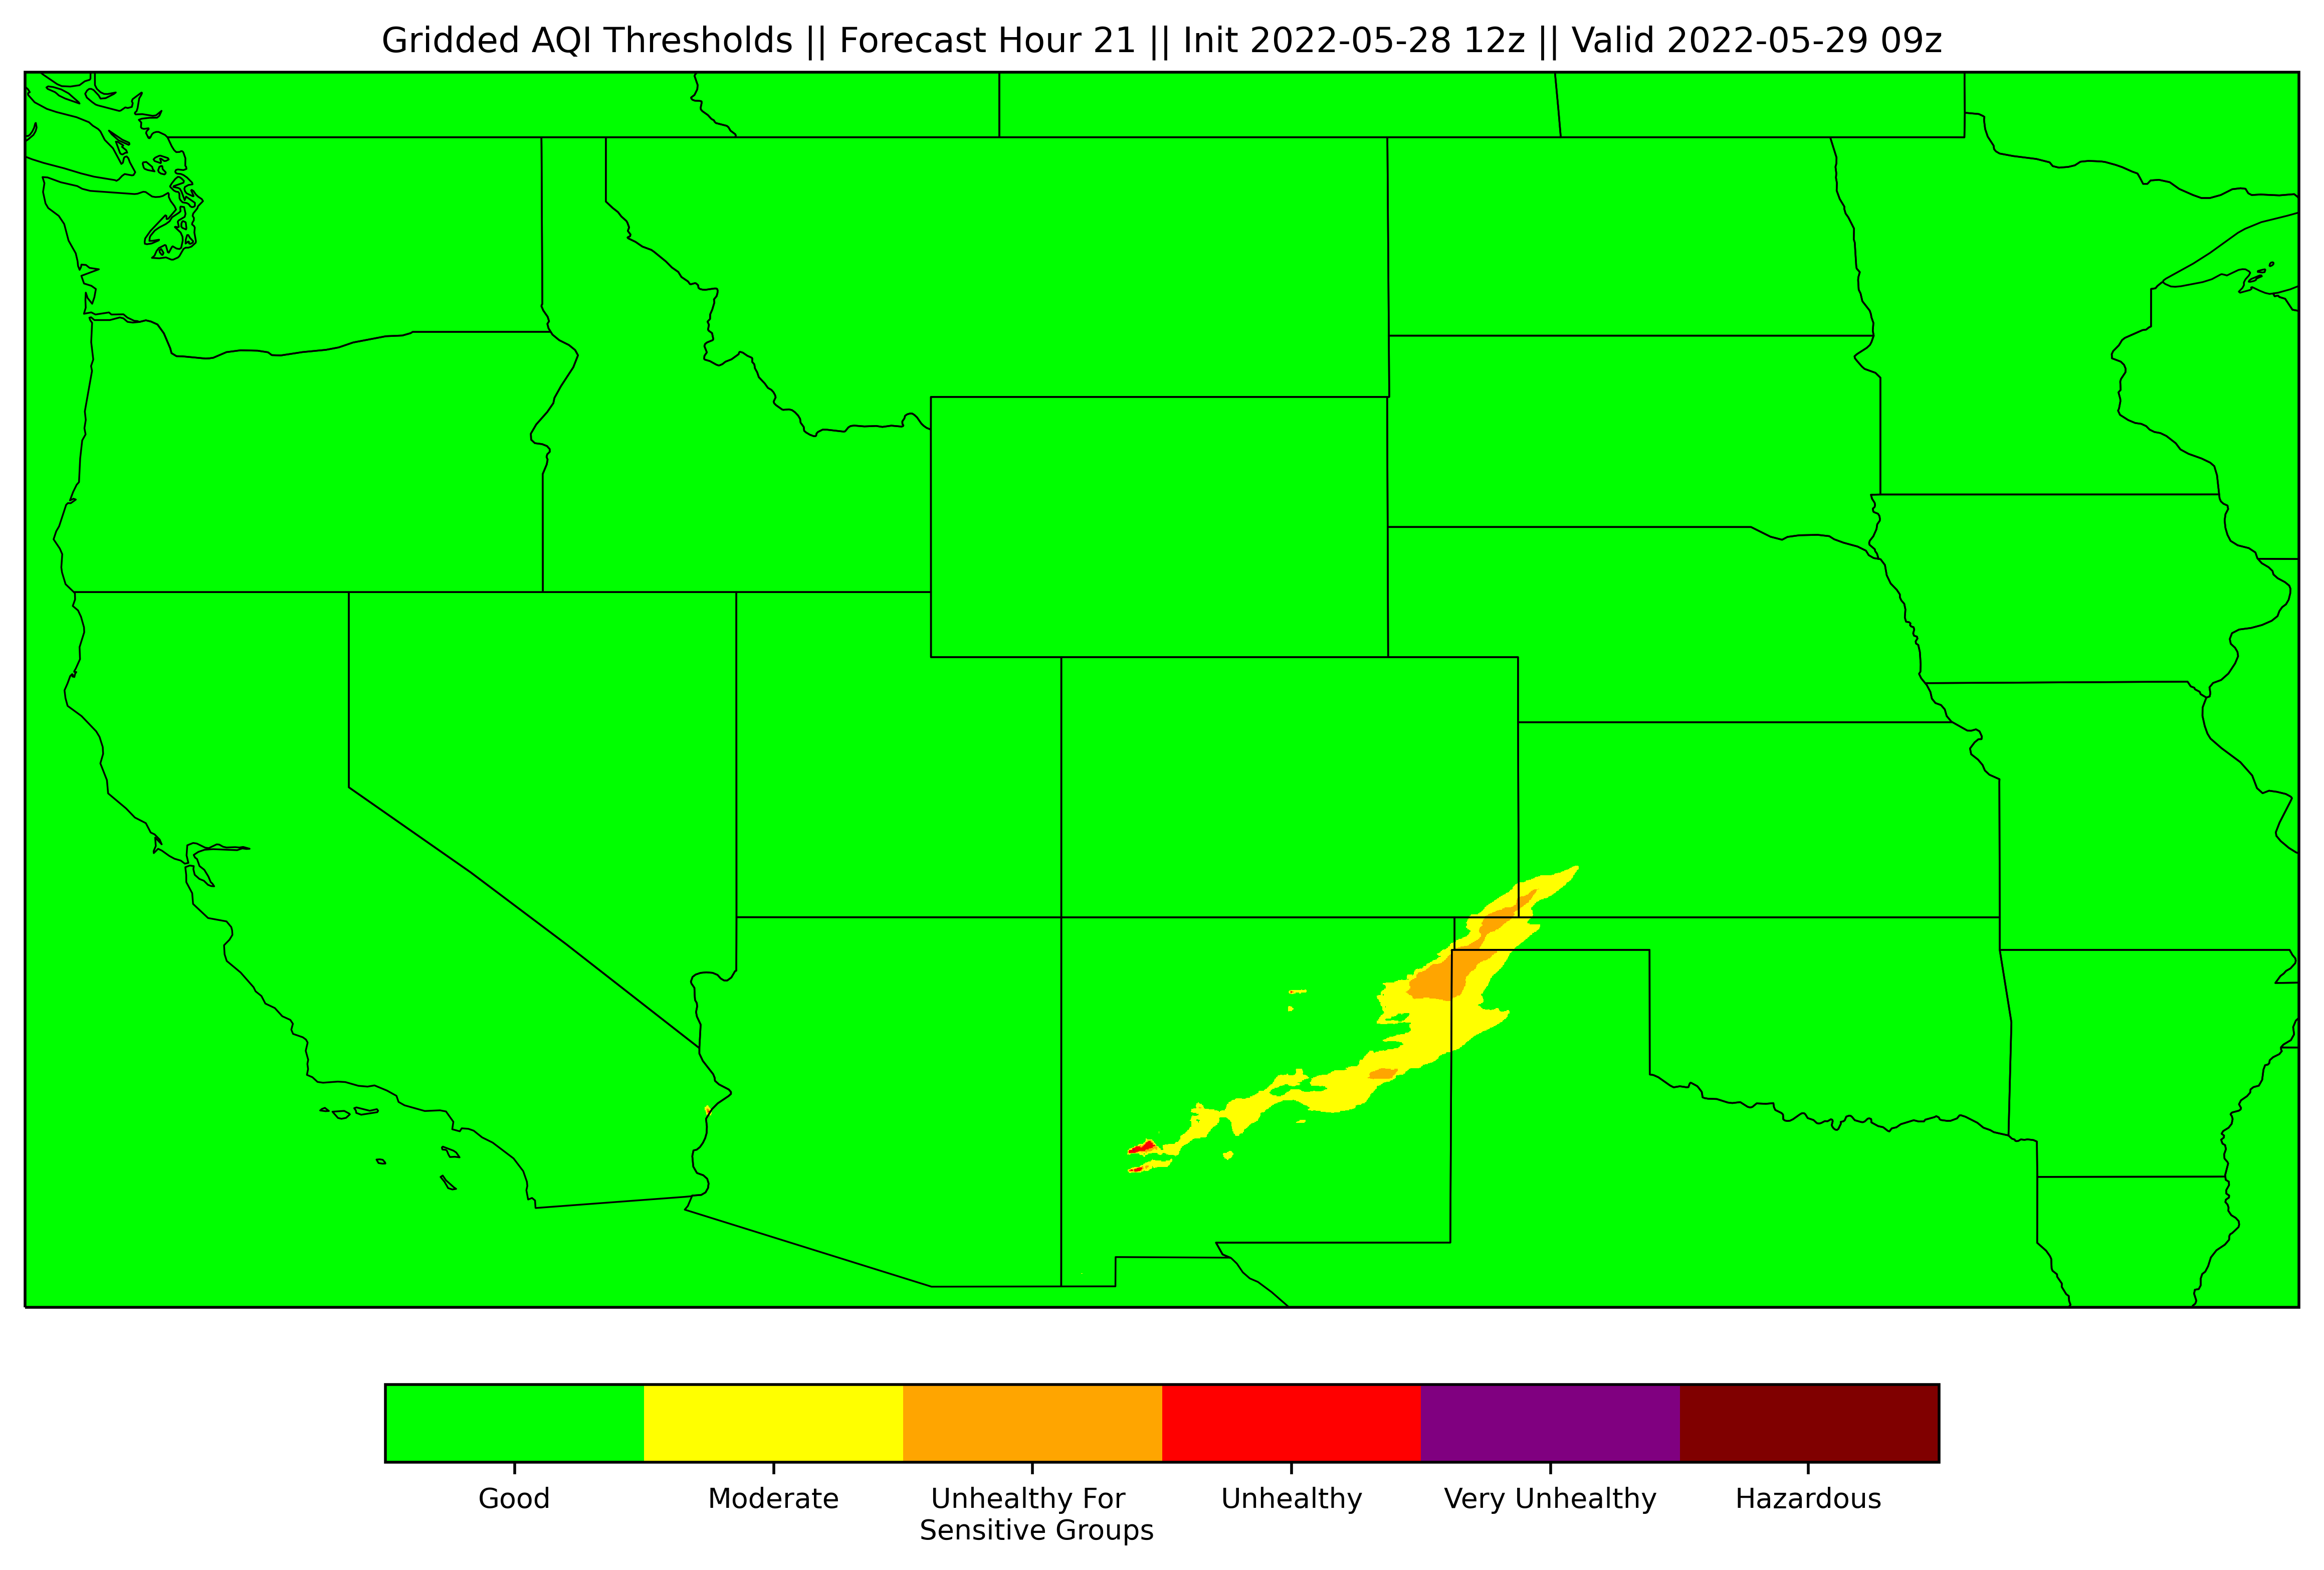 Gridded AQI Thresholds || Forecast Hour 21 || Init 2022-05-28 12z || Valid 2022-05-29 09z
Good
Moderate
Unhealthy For
Sensitive Groups
Unhealthy
Very Unhealthy
Hazardous